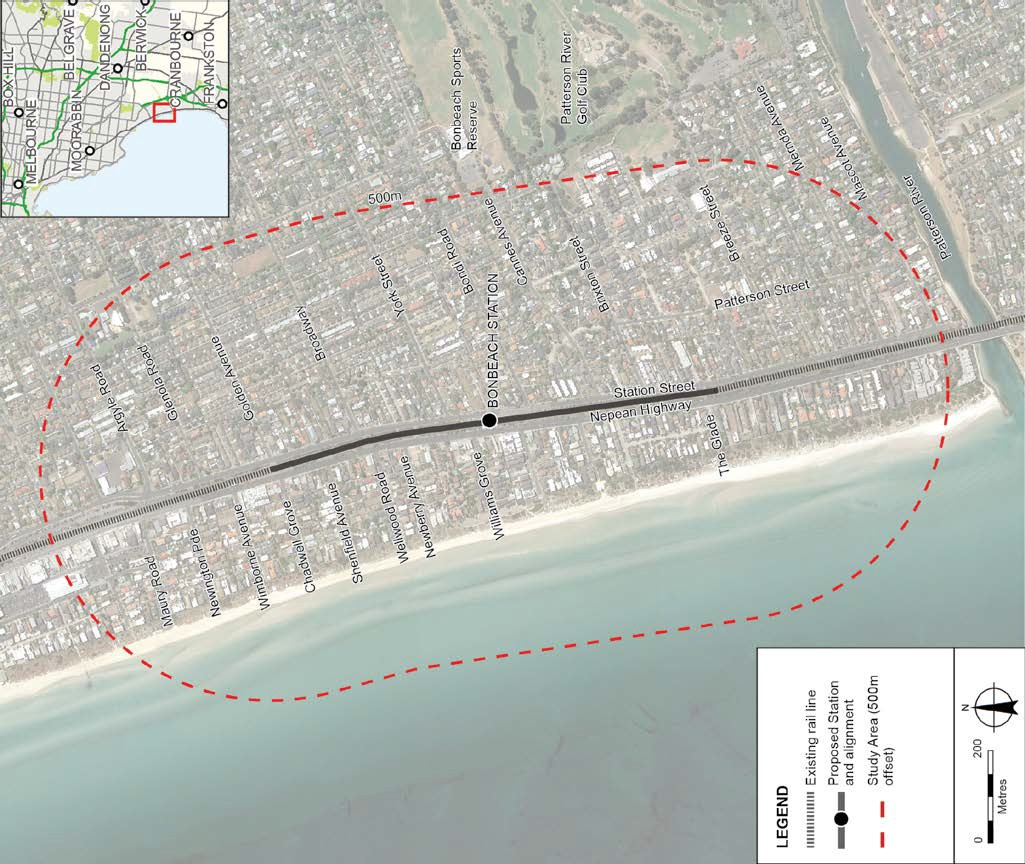 BOX HILL
MELBOURNE
BELGRAVE
MOORABBIN
DANDENONG
BERWICK
CRANBOURNE
FRANKSTON
Bonbeach Sports
Reserve
Patterson River
Golf Club
500m
Mernda Avenue
Mascot Avenue
Patterson River
Breeze Street
Patterson Street
Cannes Avenue
Bondi Road
York Street
Brixton Street
Broadway
Golden Avenue
Glenola Road
Argyle Road
BONBEACH STATION
Station Street
Nepean Highway
The Glade
Williams Grove
Newberry Avenue
Wellwood Road
Shenfield Avenue
Chadwell Grove
Wimborne Avenue
Newington Pde
Maury Road
LEGEND
Existing rail line
Proposed Station
and alignment
Study Area (500m
offset)
N
0
200
Metres